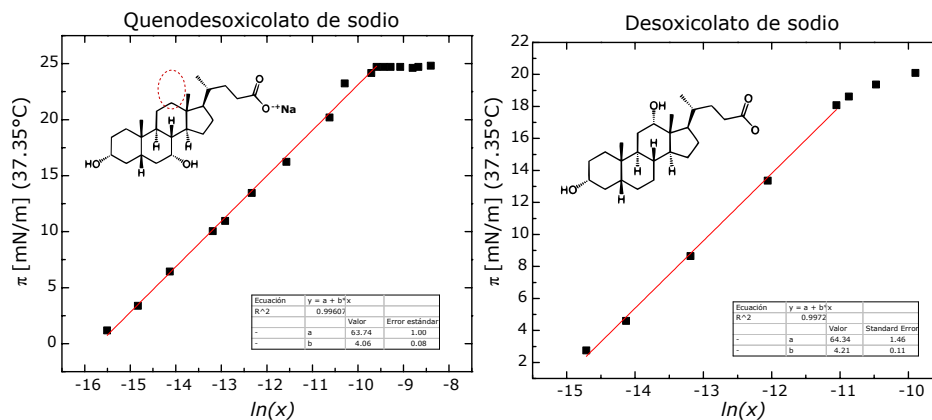 Quenodesoxicolato de sodio
π [mN/m] (37.35°C)
30
25
20
15
10
5
0
-16 -15 -14 -13 -12 -11 -10 -9 -8
ln(x)
O
O⁻⁺Na
H
H H
HO OH
H
Ecuación y = a + b*x
R^2 0.99607
Valor Error estándar
- a 63.74 1.00
- b 4.06 0.08
Desoxicolato de sodio
π [mN/m] (37.35°C)
22
20
18
16
14
12
10
8
6
4
2
-15 -14 -13 -12 -11 -10
ln(x)
OH
O
O
H
H H
HO
H
Ecuación y = a + b*x
R^2 0.9972
Valor Standard Error
- a 64.34 1.46
- b 4.21 0.11